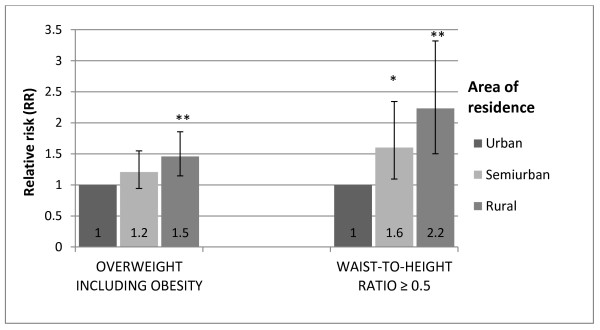 3.5
3
2.5
2
1.5
1
0.5
0
Relative risk (RR)
**
*
**
1
1.2
1.5
1
1.6
2.2
OVERWEIGHT
INCLUDING OBESITY
WAIST-TO-HEIGHT
RATIO ≥ 0.5
Area of
residence
Urban
Semiurban
Rural